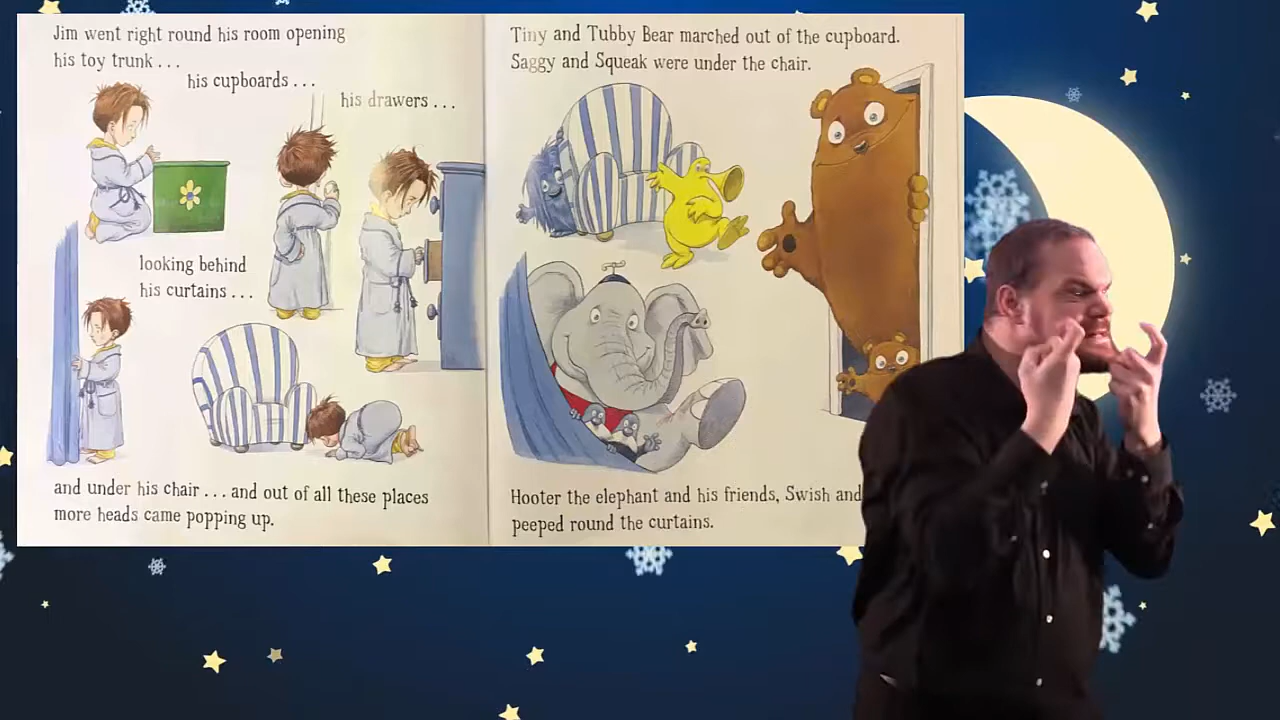 Jim went right round his room opening
his toy trunk . . .
his cupboards . . .
his drawers . . .
looking behind
his curtains . . .
and under his chair . . . and out of all these places
more heads came popping up.
Tiny and Tubby Bear marched out of the cupboard.
Saggy and Squeak were under the chair.
Hooter the elephant and his friends, Swish and
peeped round the curtains.